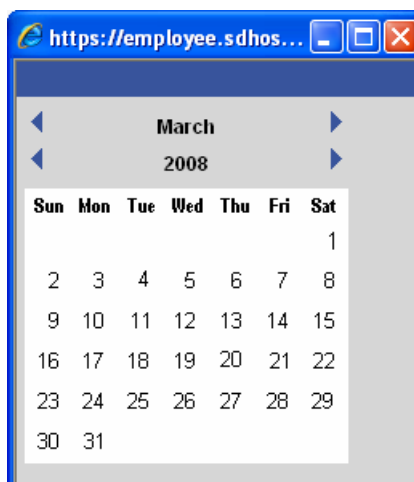 https://employee.sdhos...
March
2008
Sun Mon Tue Wed Thu Fri Sat
1
2 3 4 5 6 7 8
9 10 11 12 13 14 15
16 17 18 19 20 21 22
23 24 25 26 27 28 29
30 31